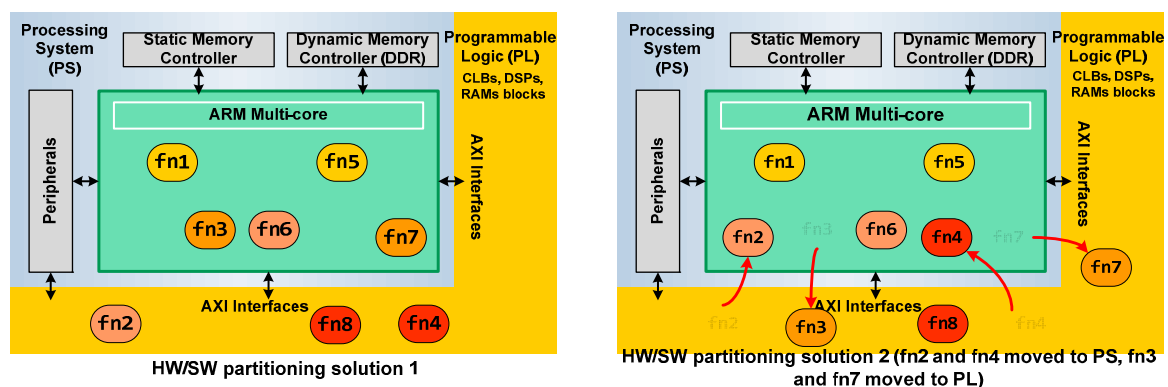 Processing
System
(PS)
Static Memory
Controller
Dynamic Memory
Controller (DDR)
Programmable
Logic (PL)
CLBs, DSPs,
RAMs blocks
ARM Multi-core
Peripherals
AXI Interfaces
fn1
fn5
fn3
fn6
fn7
AXI Interfaces
fn2
fn8
fn4
HW/SW partitioning solution 1
Processing
System
(PS)
Static Memory
Controller
Dynamic Memory
Controller (DDR)
Programmable
Logic (PL)
CLBs, DSPs,
RAMs blocks
ARM Multi-core
Peripherals
AXI Interfaces
fn1
fn5
fn2
fn3
fn6
fn4
fn7
fn7
AXI Interfaces
fn2
fn3
fn8
fn4
HW/SW partitioning solution 2 (fn2 and fn4 moved to PS, fn3
and fn7 moved to PL)